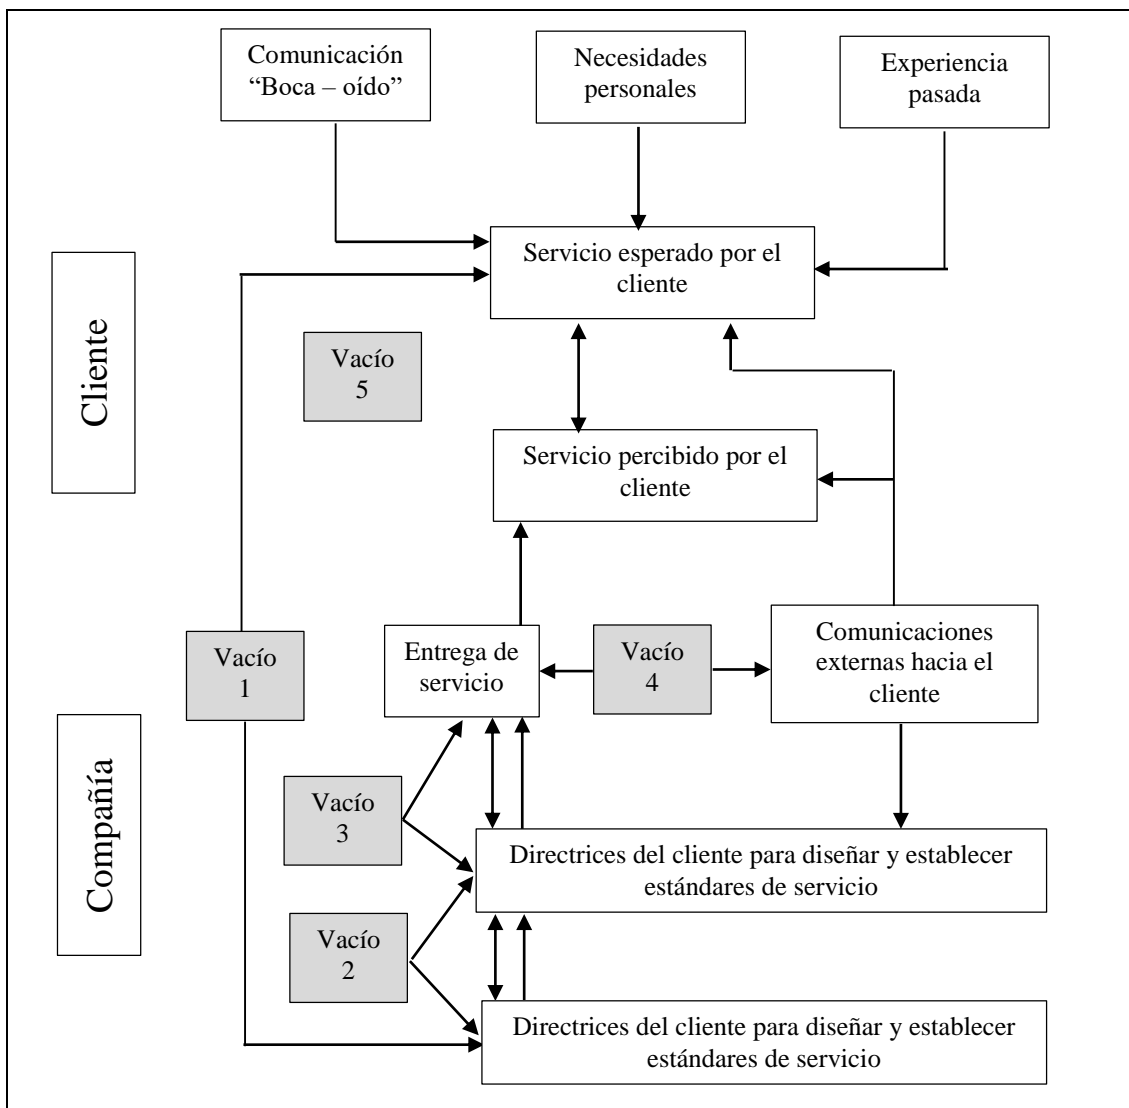 Comunicación
“Boca – oído”
Necesidades
personales
Experiencia
pasada
Servicio esperado por el
cliente
Cliente
Vacío
5
Servicio percibido por el
cliente
Vacío
1
Entrega de
servicio
Vacío
4
Comunicaciones
externas hacia el
cliente
Compañía
Vacío
3
Directrices del cliente para diseñar y establecer
estándares de servicio
Vacío
2
Directrices del cliente para diseñar y establecer
estándares de servicio